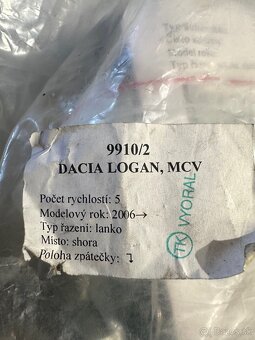 9910/2
DACIA LOGAN, MCV
Počet rychlostí: 5
Modelový rok: 2006→
Typ řazení: lanko
Místo: shora
Poloha zpátečky: ↴
TK VYORAL